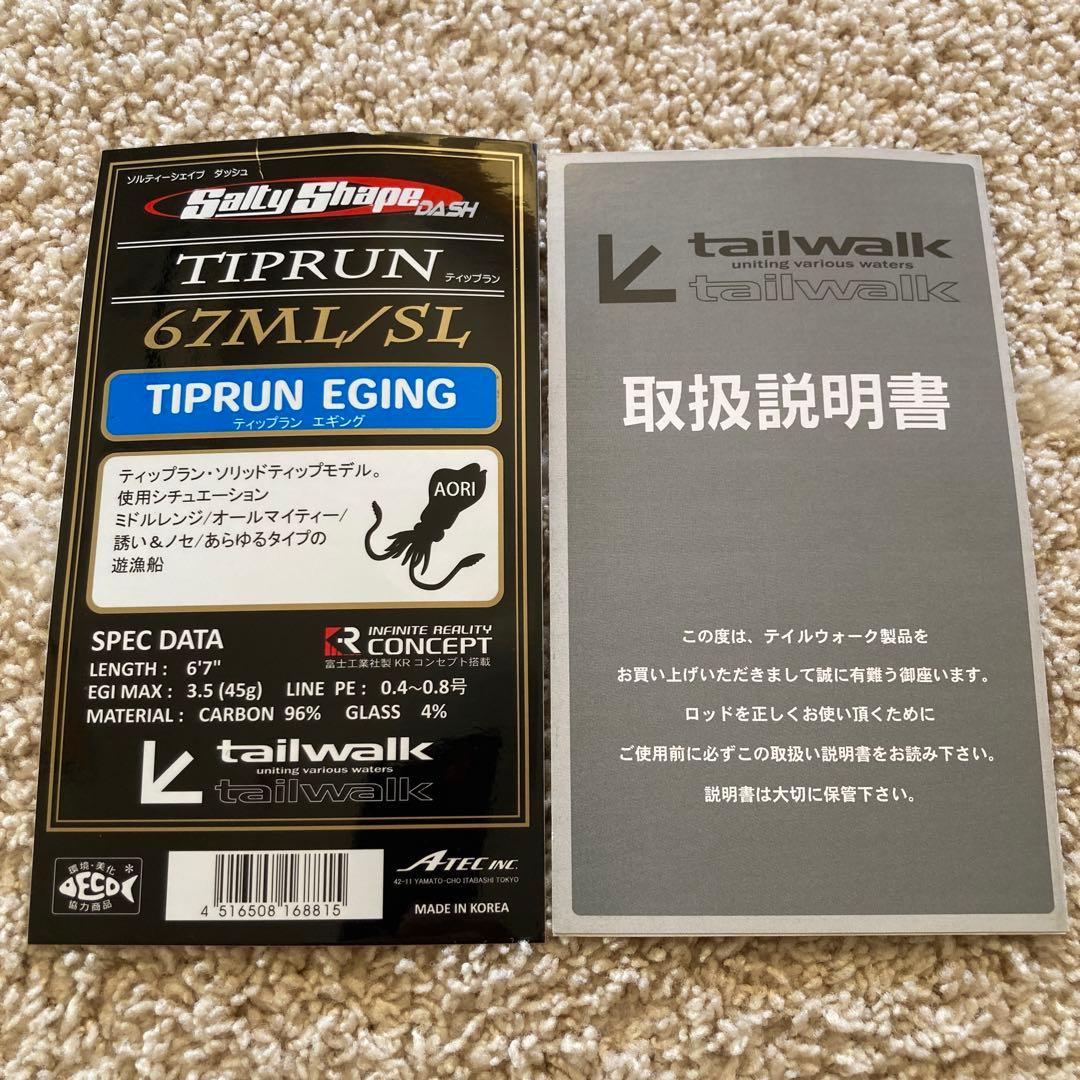 ソルティーシェイプ ダッシュ
Salty Shape DASH
TIPRUN ティップラン
67ML/SL
TIPRUN EGING
ティップラン エギング
ティップラン・ソリッドティップモデル。
使用シチュエーション
ミドルレンジ/オールマイティー/
誘い&ノセ/あらゆるタイプの
遊漁船
AORI
SPEC DATA
KR INFINITE REALITY
CONCEPT
富士工業社製 KR コンセプト搭載
LENGTH : 6'7"
EGI MAX : 3.5 (45g) LINE PE : 0.4~0.8号
MATERIAL : CARBON 96% GLASS 4%
tailwalk
uniting various waters
tailwalk
環境・美化
ECO
協力商品
4 516508 168815
A-TEC INC.
42-11 YAMATO-CHO ITABASHI TOKYO
MADE IN KOREA
tailwalk
uniting various waters
tailwalk
取扱説明書
この度は、テイルウォーク製品を
お買い上げいただきまして誠に有難う御座います。
ロッドを正しくお使い頂くために
ご使用前に必ずこの取扱い説明書をお読み下さい。
説明書は大切に保管下さい。